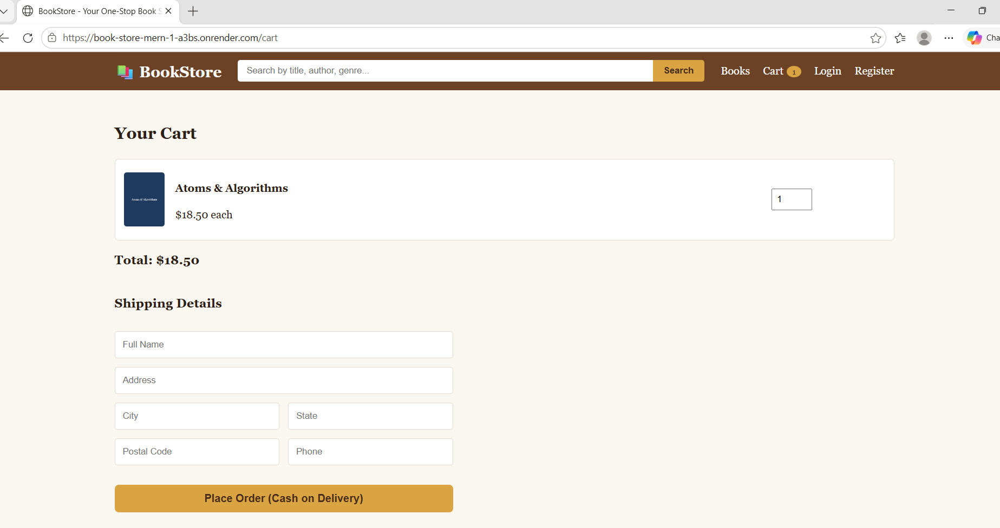 BookStore - Your One-Stop Book S
https://book-store-mern-1-a3bs.onrender.com/cart
Cha
BookStore
Search by title, author, genre...
Search
Books
Cart 1
Login
Register
Your Cart
Atoms & Algorithms
Atoms & Algorithms
$18.50 each
1
Total: $18.50
Shipping Details
Full Name
Address
City
State
Postal Code
Phone
Place Order (Cash on Delivery)